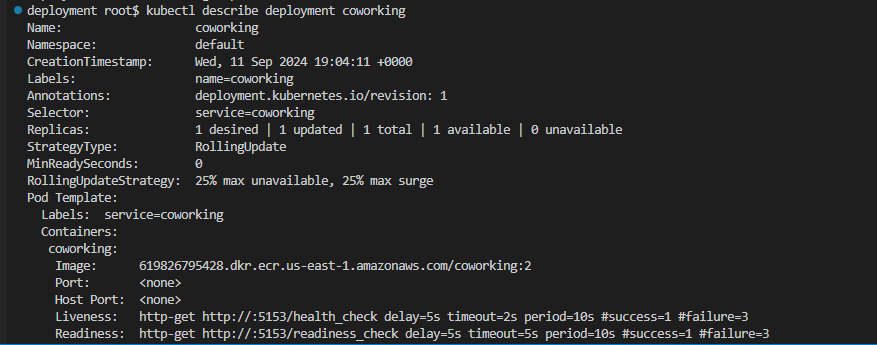 deployment root$ kubectl describe deployment coworking
Name:                   coworking
Namespace:              default
CreationTimestamp:      Wed, 11 Sep 2024 19:04:11 +0000
Labels:                 name=coworking
Annotations:            deployment.kubernetes.io/revision: 1
Selector:               service=coworking
Replicas:               1 desired | 1 updated | 1 total | 1 available | 0 unavailable
StrategyType:           RollingUpdate
MinReadySeconds:        0
RollingUpdateStrategy:  25% max unavailable, 25% max surge
Pod Template:
  Labels:  service=coworking
  Containers:
   coworking:
    Image:      619826795428.dkr.ecr.us-east-1.amazonaws.com/coworking:2
    Port:       <none>
    Host Port:  <none>
    Liveness:   http-get http://:5153/health_check delay=5s timeout=2s period=10s #success=1 #failure=3
    Readiness:  http-get http://:5153/readiness_check delay=5s timeout=5s period=10s #success=1 #failure=3